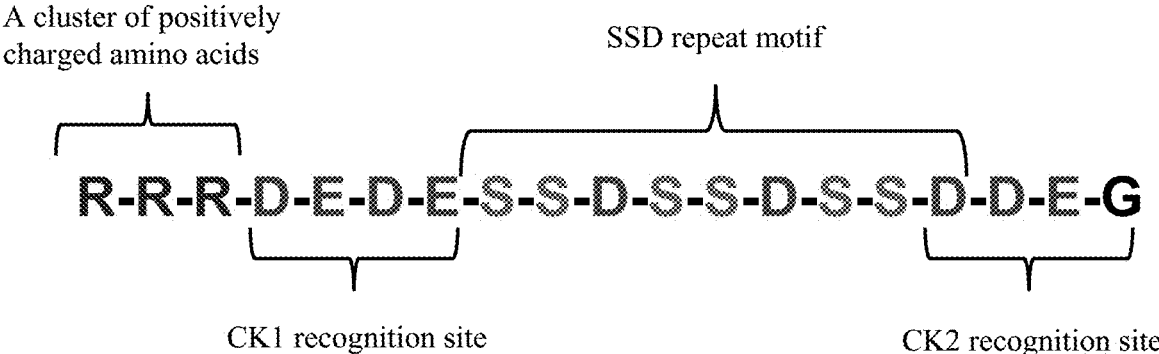 A cluster of positively
charged amino acids
SSD repeat motif
R-R-R-D-E-D-E-S-S-D-S-S-D-S-S-D-D-E-G
CK1 recognition site
CK2 recognition site